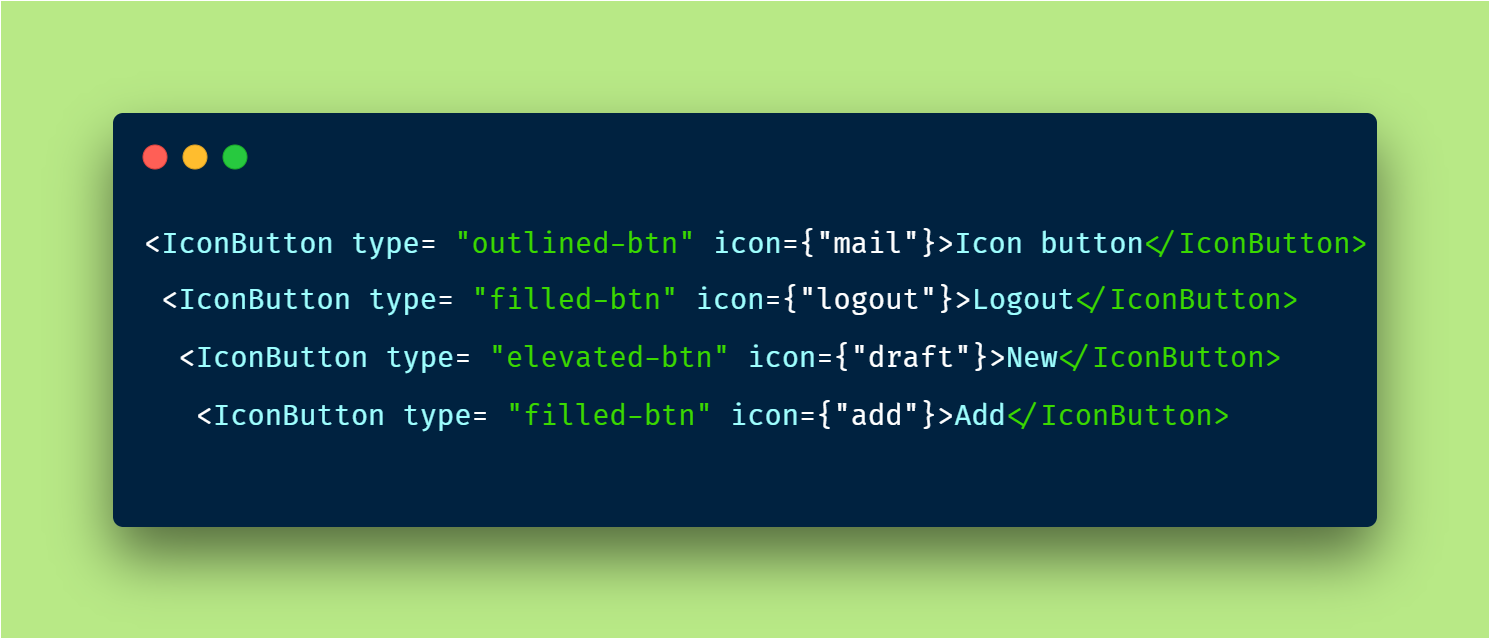 <IconButton type= "outlined-btn" icon={"mail"}>Icon button</IconButton>
<IconButton type= "filled-btn" icon={"logout"}>Logout</IconButton>
<IconButton type= "elevated-btn" icon={"draft"}>New</IconButton>
<IconButton type= "filled-btn" icon={"add"}>Add</IconButton>